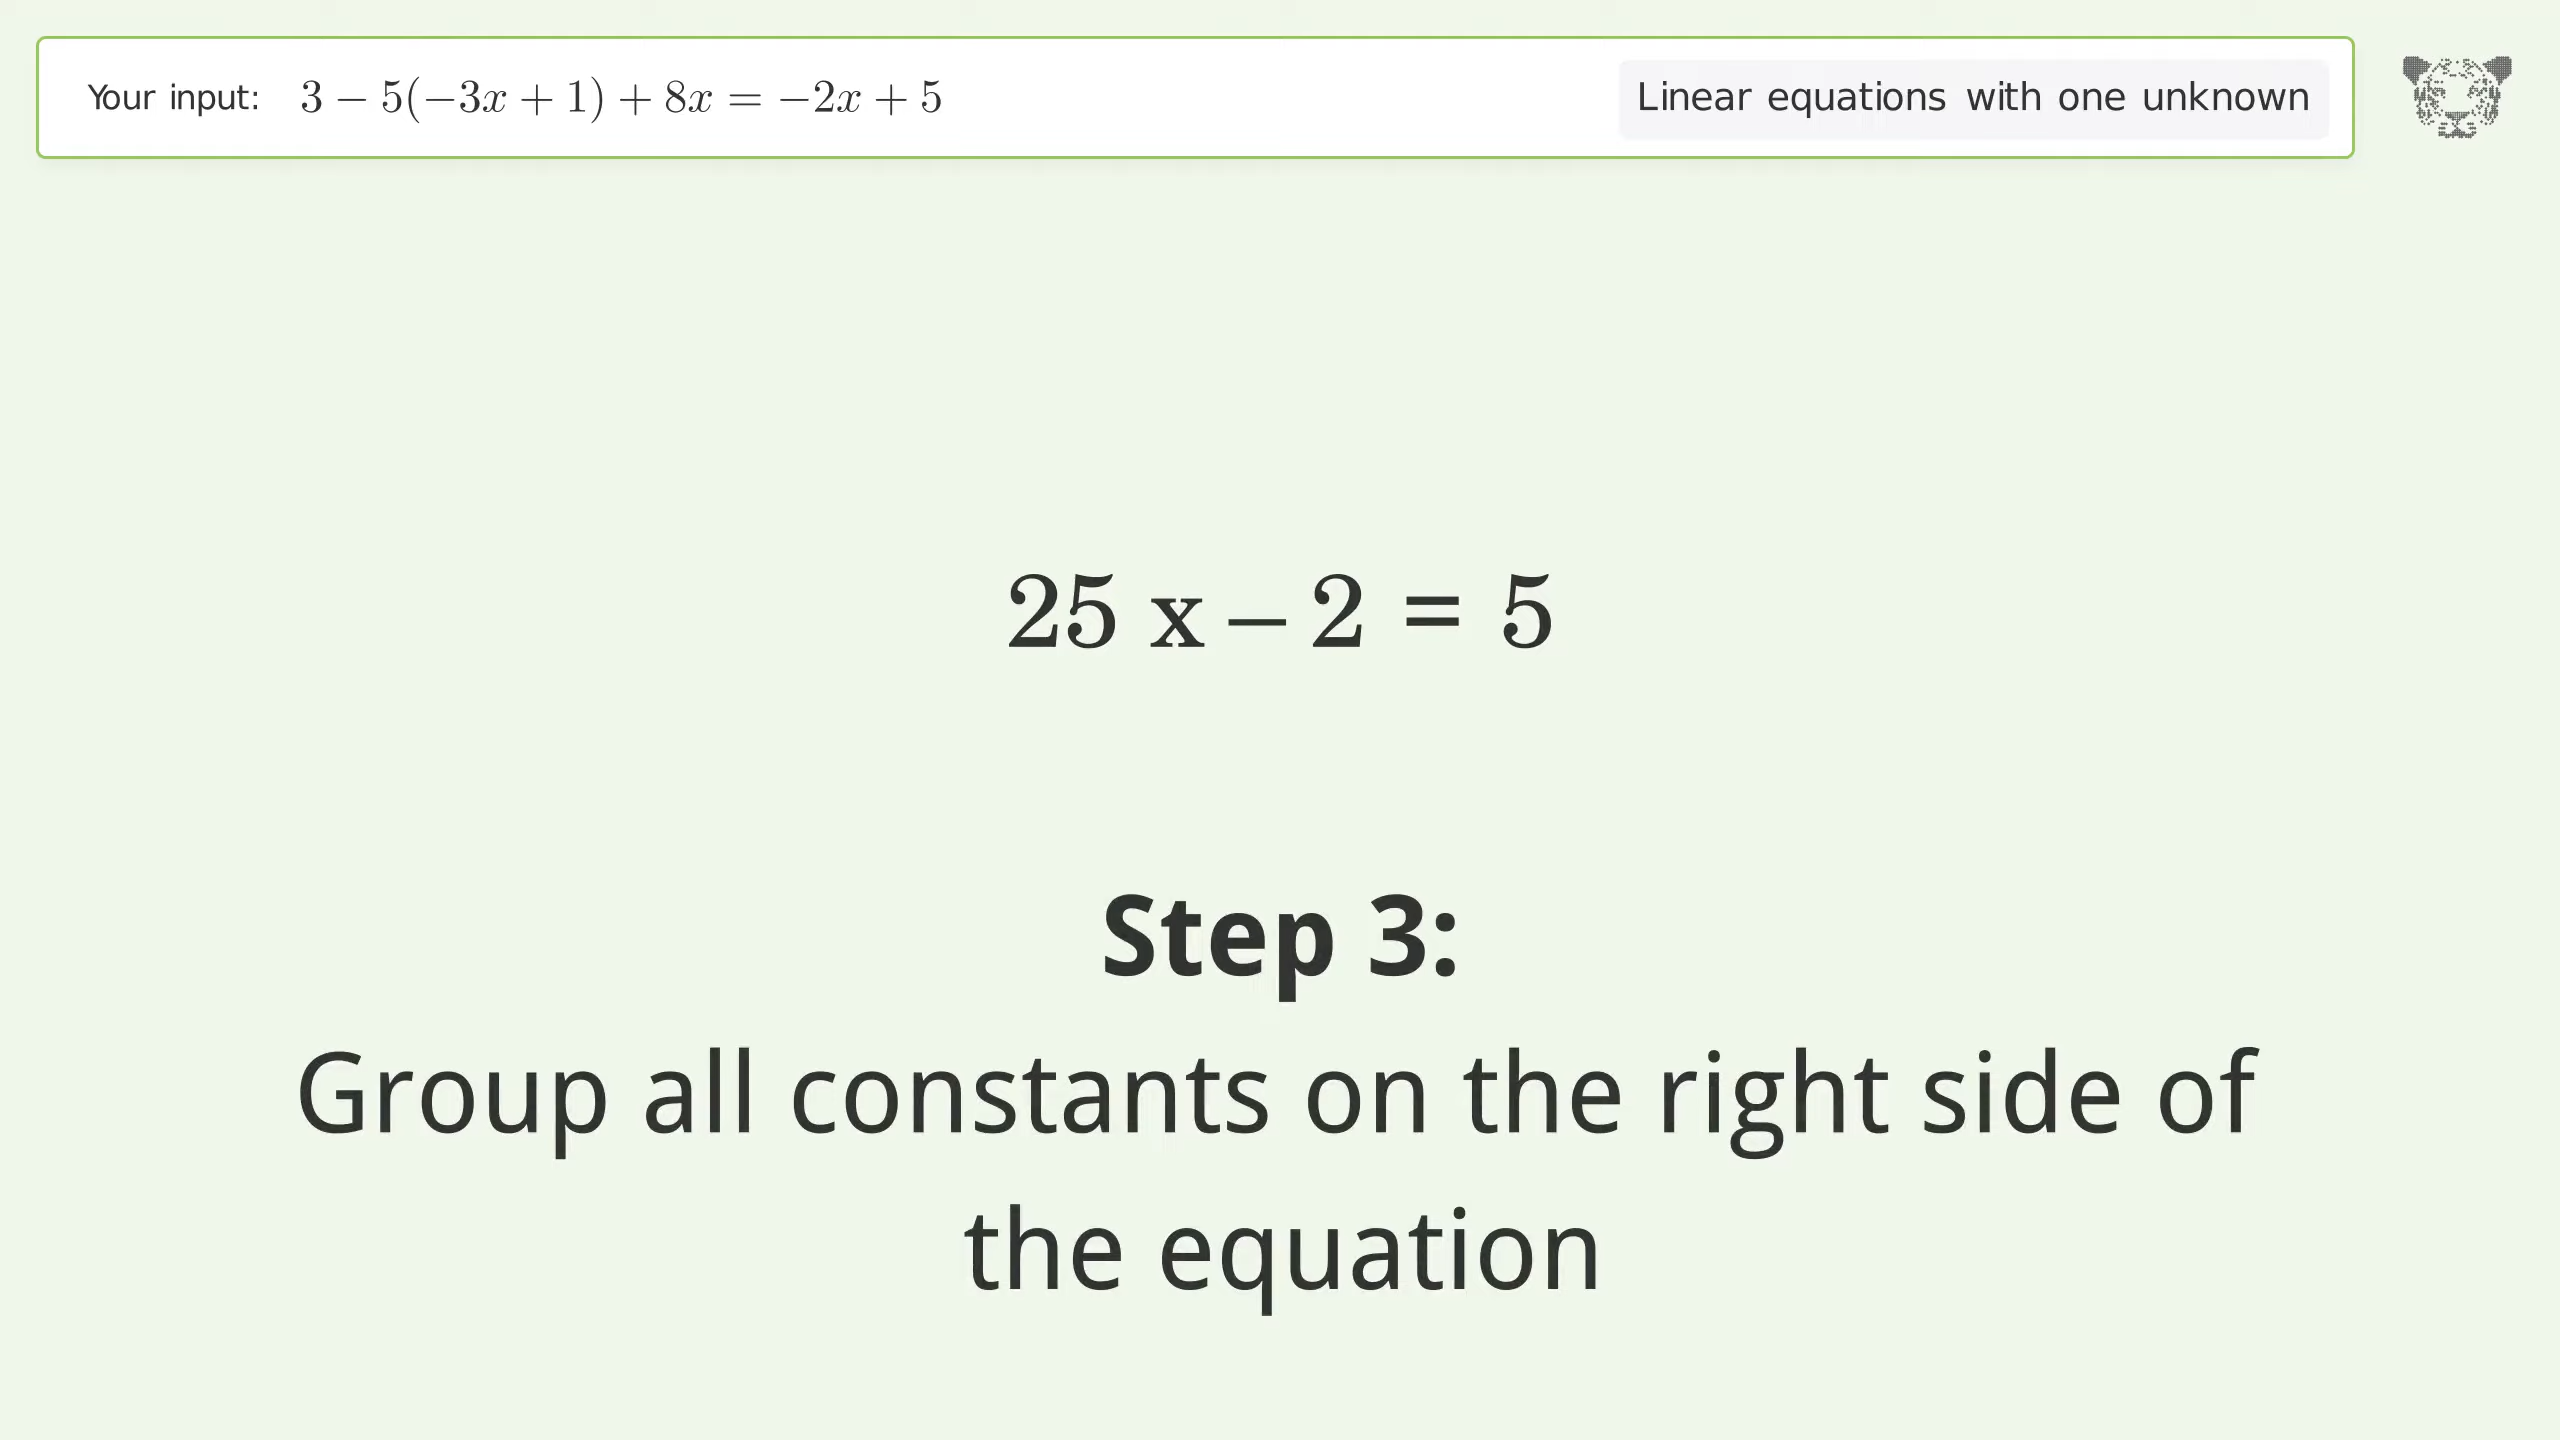 Your input: 3 − 5(−3x + 1) + 8x = −2x + 5
Linear equations with one unknown
25 x – 2 = 5
Step 3:
Group all constants on the right side of
the equation